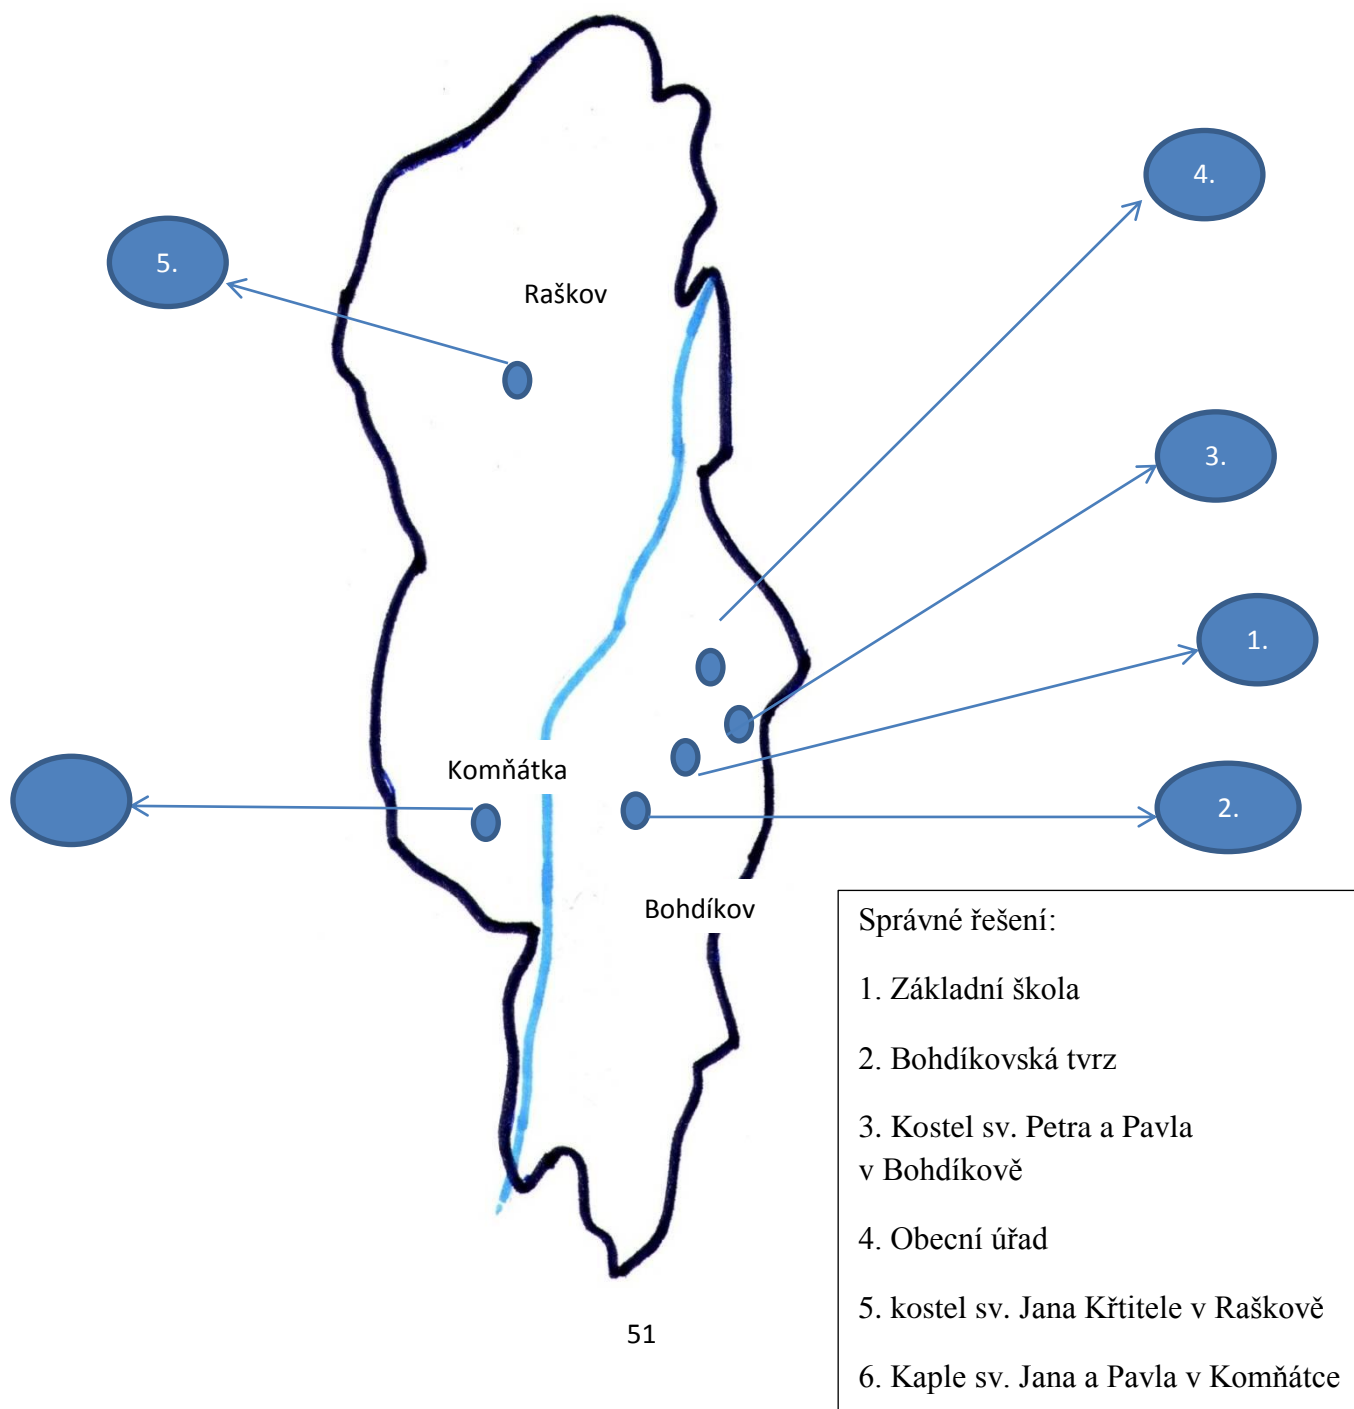 4.
5.
Raškov
3.
1.
Komňátka
2.
Bohdíkov
Správné řešení:
1. Základní škola
2. Bohdíkovská tvrz
3. Kostel sv. Petra a Pavla
v Bohdíkově
4. Obecní úřad
5. kostel sv. Jana Křtitele v Raškově
6. Kaple sv. Jana a Pavla v Komňátce
51